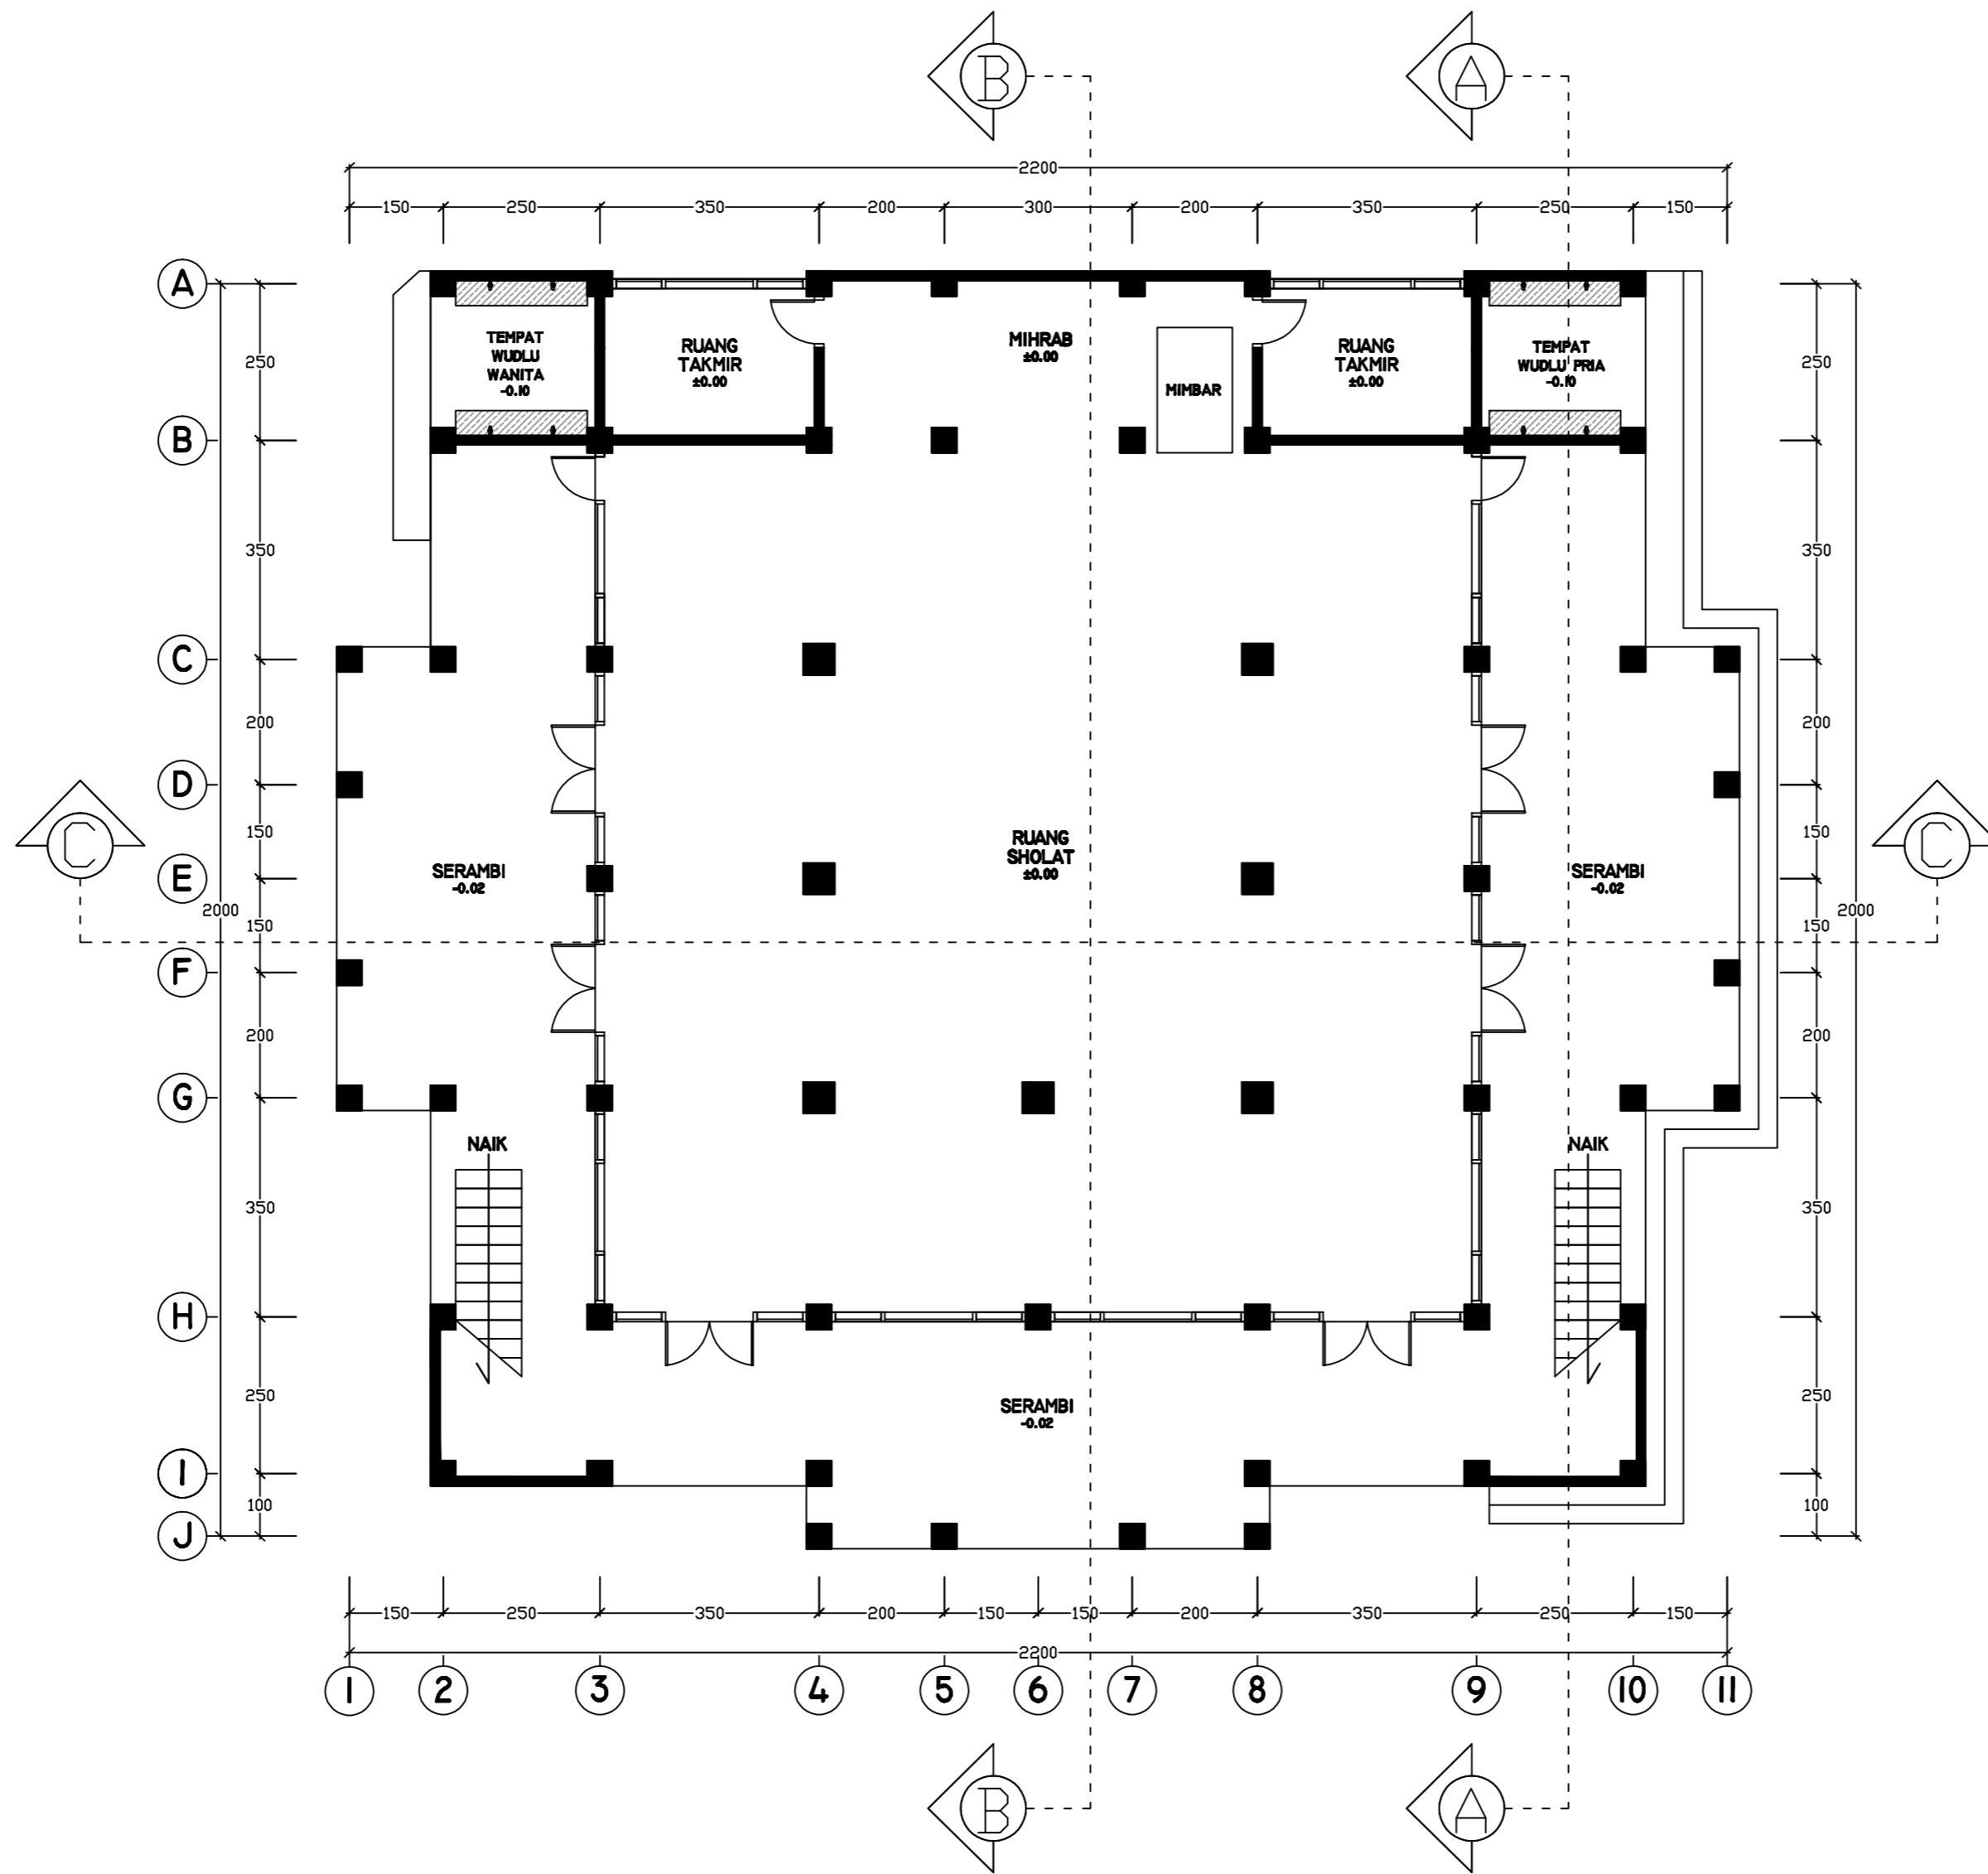 B
A
2200
150
250
350
200
300
200
350
250
150
A
B
C
D
E
F
G
H
I
J
250
350
200
150
150
200
350
250
100
2000
C
TEMPAT
WUDLU
WANITA
-0.10
RUANG
TAKMIR
±0.00
MIHRAB
±0.00
MIMBAR
RUANG
TAKMIR
±0.00
TEMPAT
WUDLU PRIA
-0.10
SERAMBI
-0.02
RUANG
SHOLAT
±0.00
SERAMBI
-0.02
NAIK
NAIK
SERAMBI
-0.02
250
350
200
150
150
200
350
250
100
2000
C
150
250
350
200
150
150
200
350
250
150
2200
1
2
3
4
5
6
7
8
9
10
11
B
A